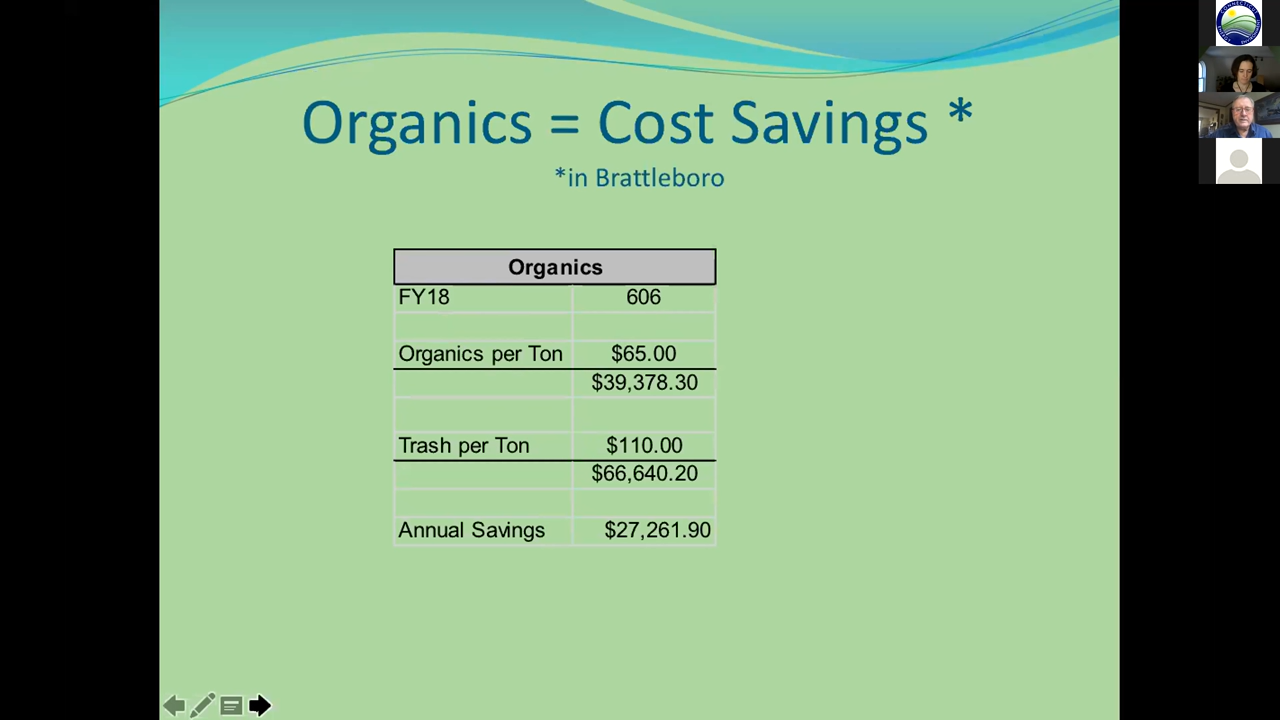 Organics = Cost Savings *
*in Brattleboro
Organics
FY18 606
Organics per Ton $65.00
$39,378.30
Trash per Ton $110.00
$66,640.20
Annual Savings $27,261.90
CONNECTICUT